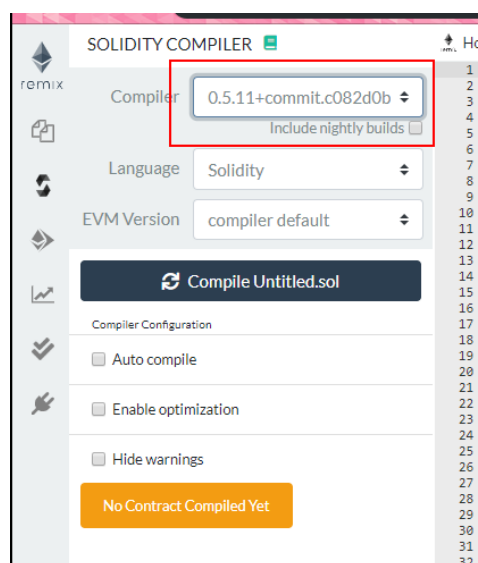 SOLIDITY COMPILER
remix
Compiler
0.5.11+commit.c082d0b
Include nightly builds
Language
Solidity
EVM Version
compiler default
Compile Untitled.sol
Compiler Configuration
Auto compile
Enable optimization
Hide warnings
No Contract Compiled Yet
Ho
1
2
3
4
5
6
7
8
9
10
11
12
13
14
15
16
17
18
19
20
21
22
23
24
25
26
27
28
29
30
31
32